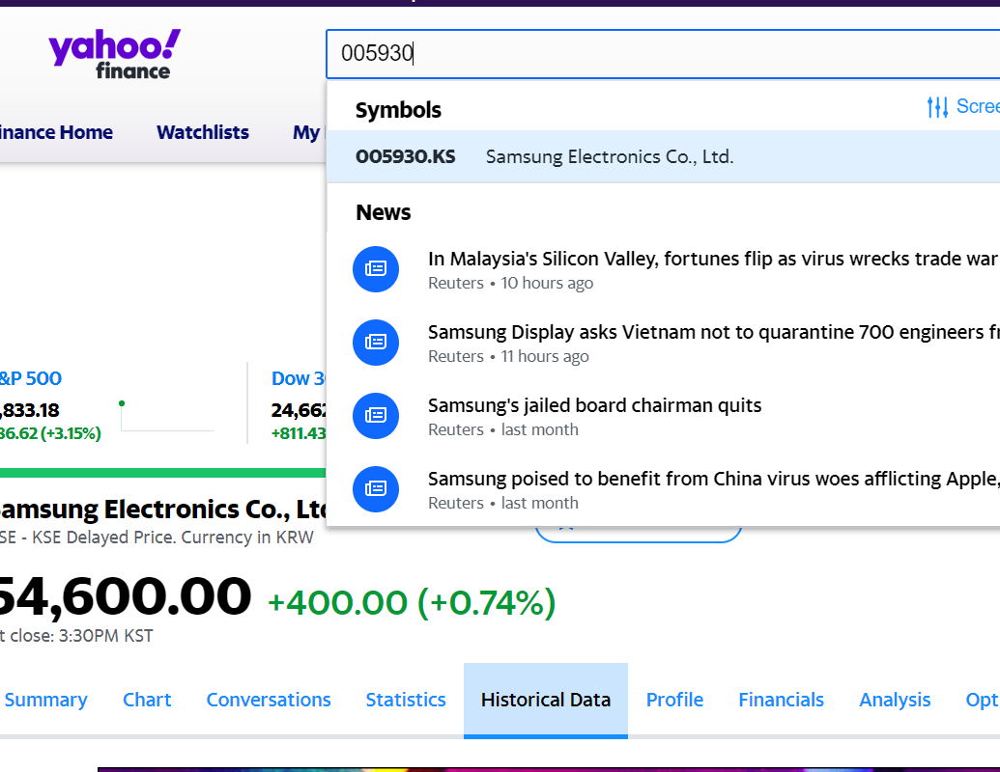 yahoo!
finance
005930
Symbols
Scree
005930.KS Samsung Electronics Co., Ltd.
inance Home Watchlists My
News
In Malaysia's Silicon Valley, fortunes flip as virus wrecks trade war
Reuters • 10 hours ago
Samsung Display asks Vietnam not to quarantine 700 engineers fr
Reuters • 11 hours ago
Samsung's jailed board chairman quits
Reuters • last month
Samsung poised to benefit from China virus woes afflicting Apple,
Reuters • last month
&P 500
,833.18
36.62 (+3.15%)
Dow 3
24,662
+811.43
amsung Electronics Co., Ltd
SE - KSE Delayed Price. Currency in KRW
54,600.00 +400.00 (+0.74%)
t close: 3:30PM KST
Summary Chart Conversations Statistics Historical Data Profile Financials Analysis Opt